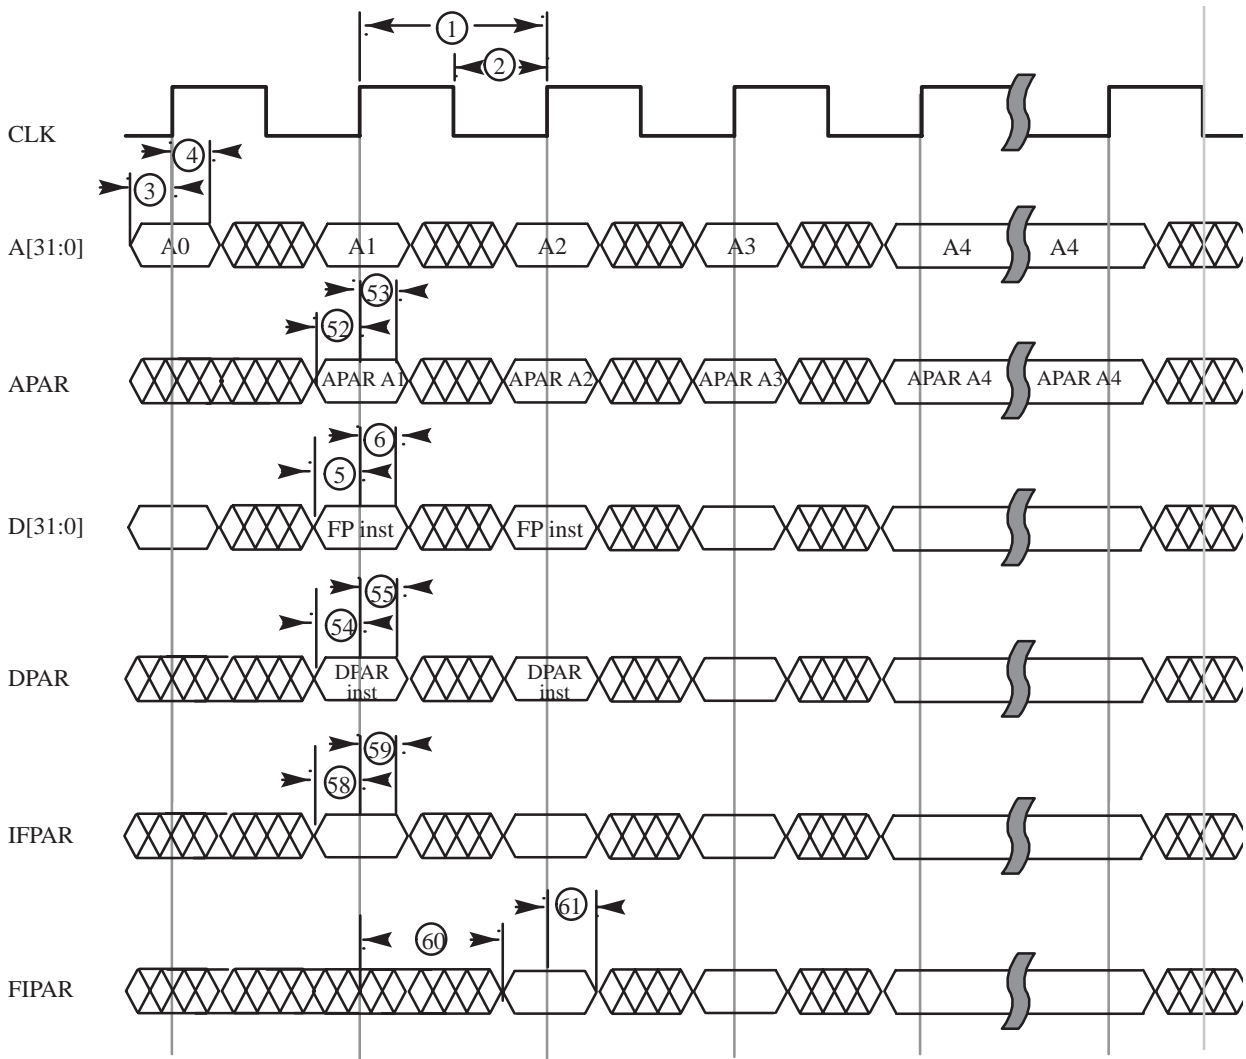 1
2
CLK
4
3
A[31:0] A0 A1 A2 A3 A4 A4
53
52
APAR APAR A1 APAR A2 APAR A3 APAR A4 APAR A4
6
5
D[31:0] FP inst FP inst
55
54
DPAR DPAR inst DPAR inst
59
58
IFPAR
61
60
FIPAR